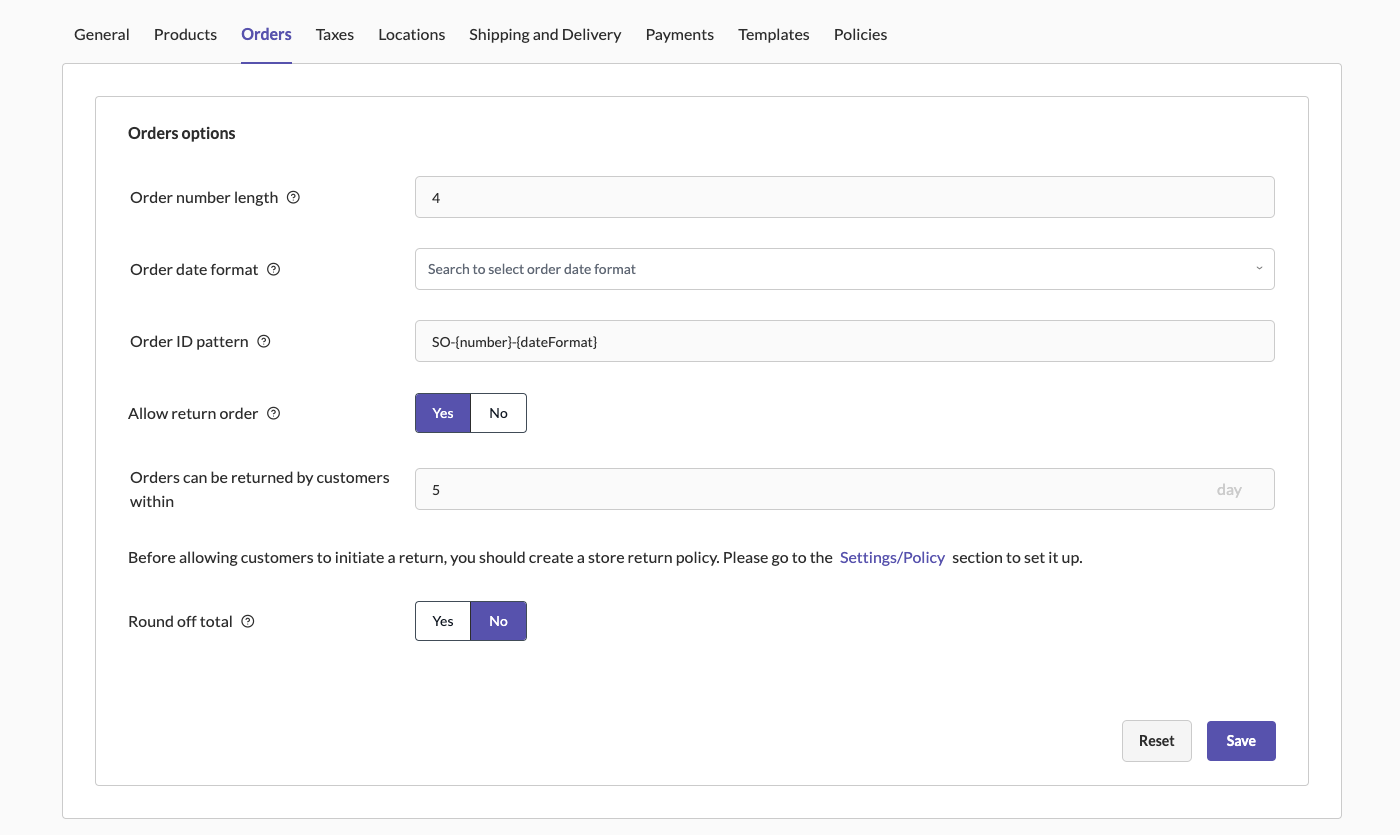 General Products Orders Taxes Locations Shipping and Delivery Payments Templates Policies
Orders options
Order number length 4
Order date format Search to select order date format
Order ID pattern SO-{number}-{dateFormat}
Allow return order Yes No
Orders can be returned by customers
within
5 day
Before allowing customers to initiate a return, you should create a store return policy. Please go to the Settings/Policy section to set it up.
Round off total Yes No
Reset Save